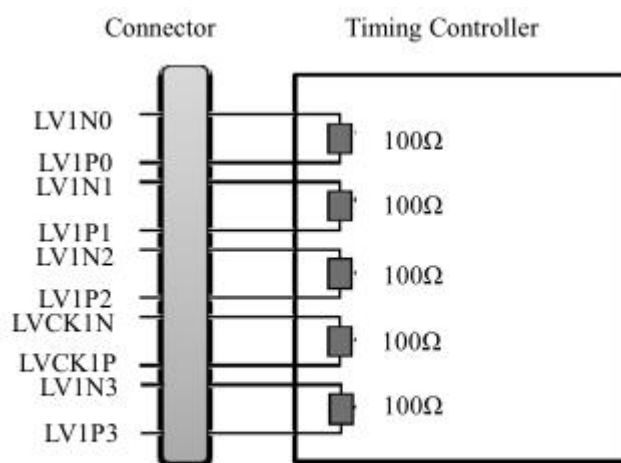 Connector
Timing Controller
LV1N0
100Ω
LV1P0
LV1N1
100Ω
LV1P1
LV1N2
100Ω
LV1P2
LVCK1N
100Ω
LVCK1P
LV1N3
100Ω
LV1P3